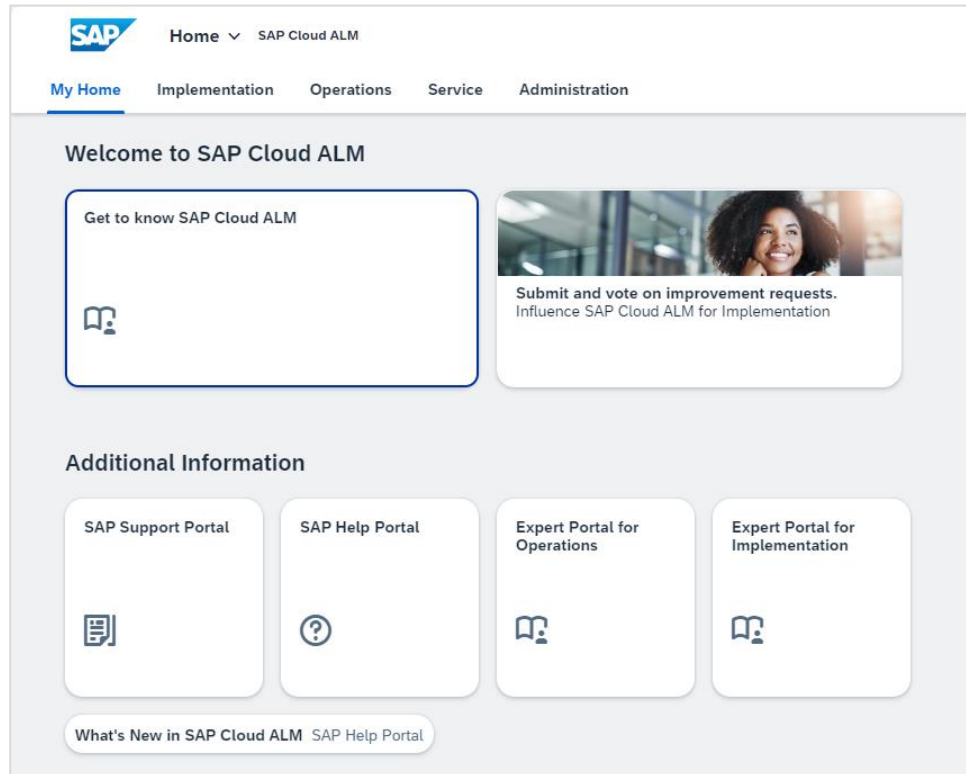 SAP Home SAP Cloud ALM
My Home Implementation Operations Service Administration
Welcome to SAP Cloud ALM
Get to know SAP Cloud ALM
Submit and vote on improvement requests.
Influence SAP Cloud ALM for Implementation
Additional Information
SAP Support Portal
SAP Help Portal
Expert Portal for
Operations
Expert Portal for
Implementation
What's New in SAP Cloud ALM SAP Help Portal